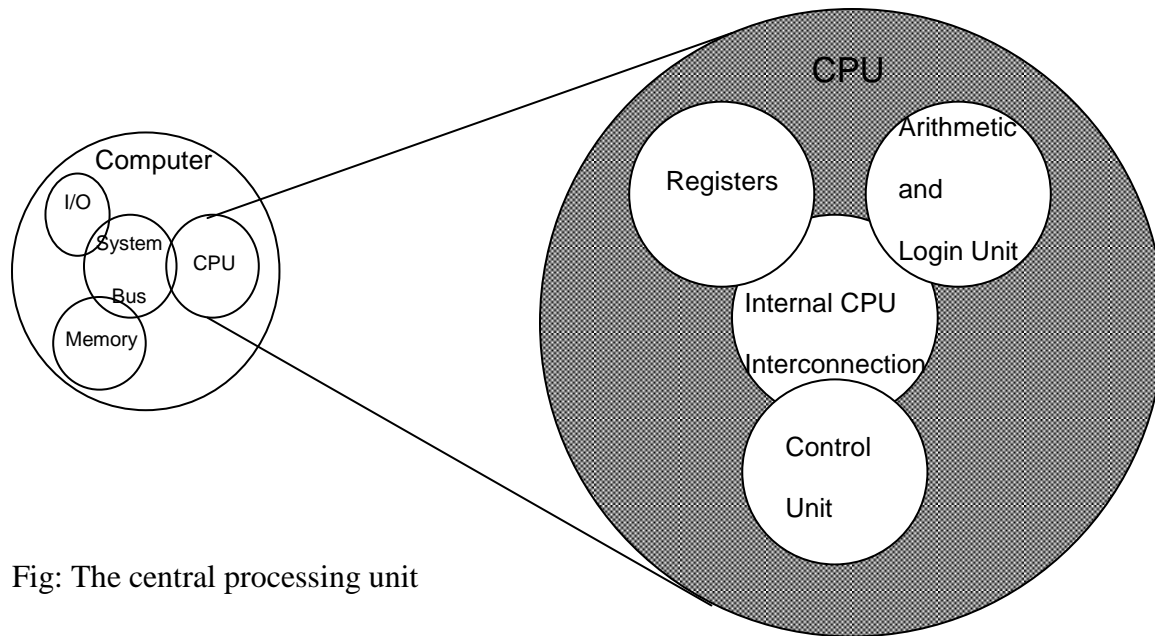 CPU
Computer
I/O
System
Bus
CPU
Memory
Registers
Arithmetic
and
Login Unit
Internal CPU
Interconnection
Control
Unit
Fig: The central processing unit